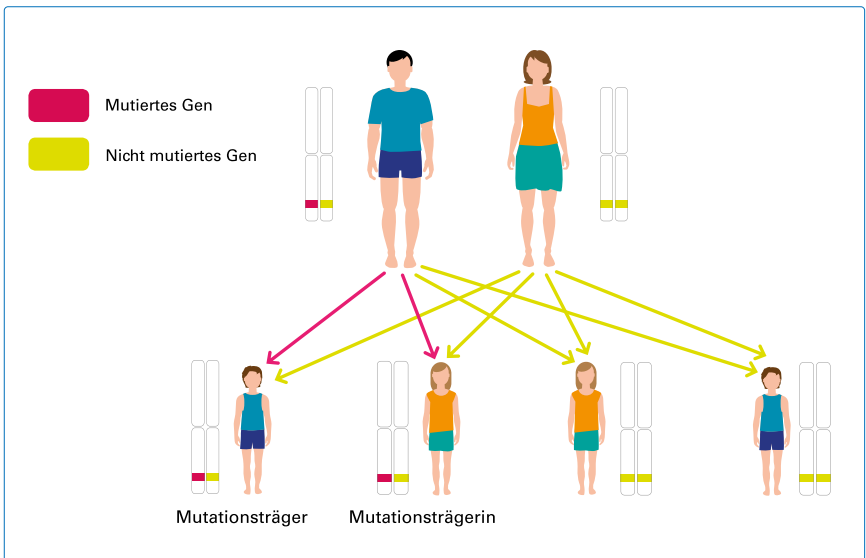 Mutiertes Gen
Nicht mutiertes Gen
Mutationsträger
Mutationsträgerin